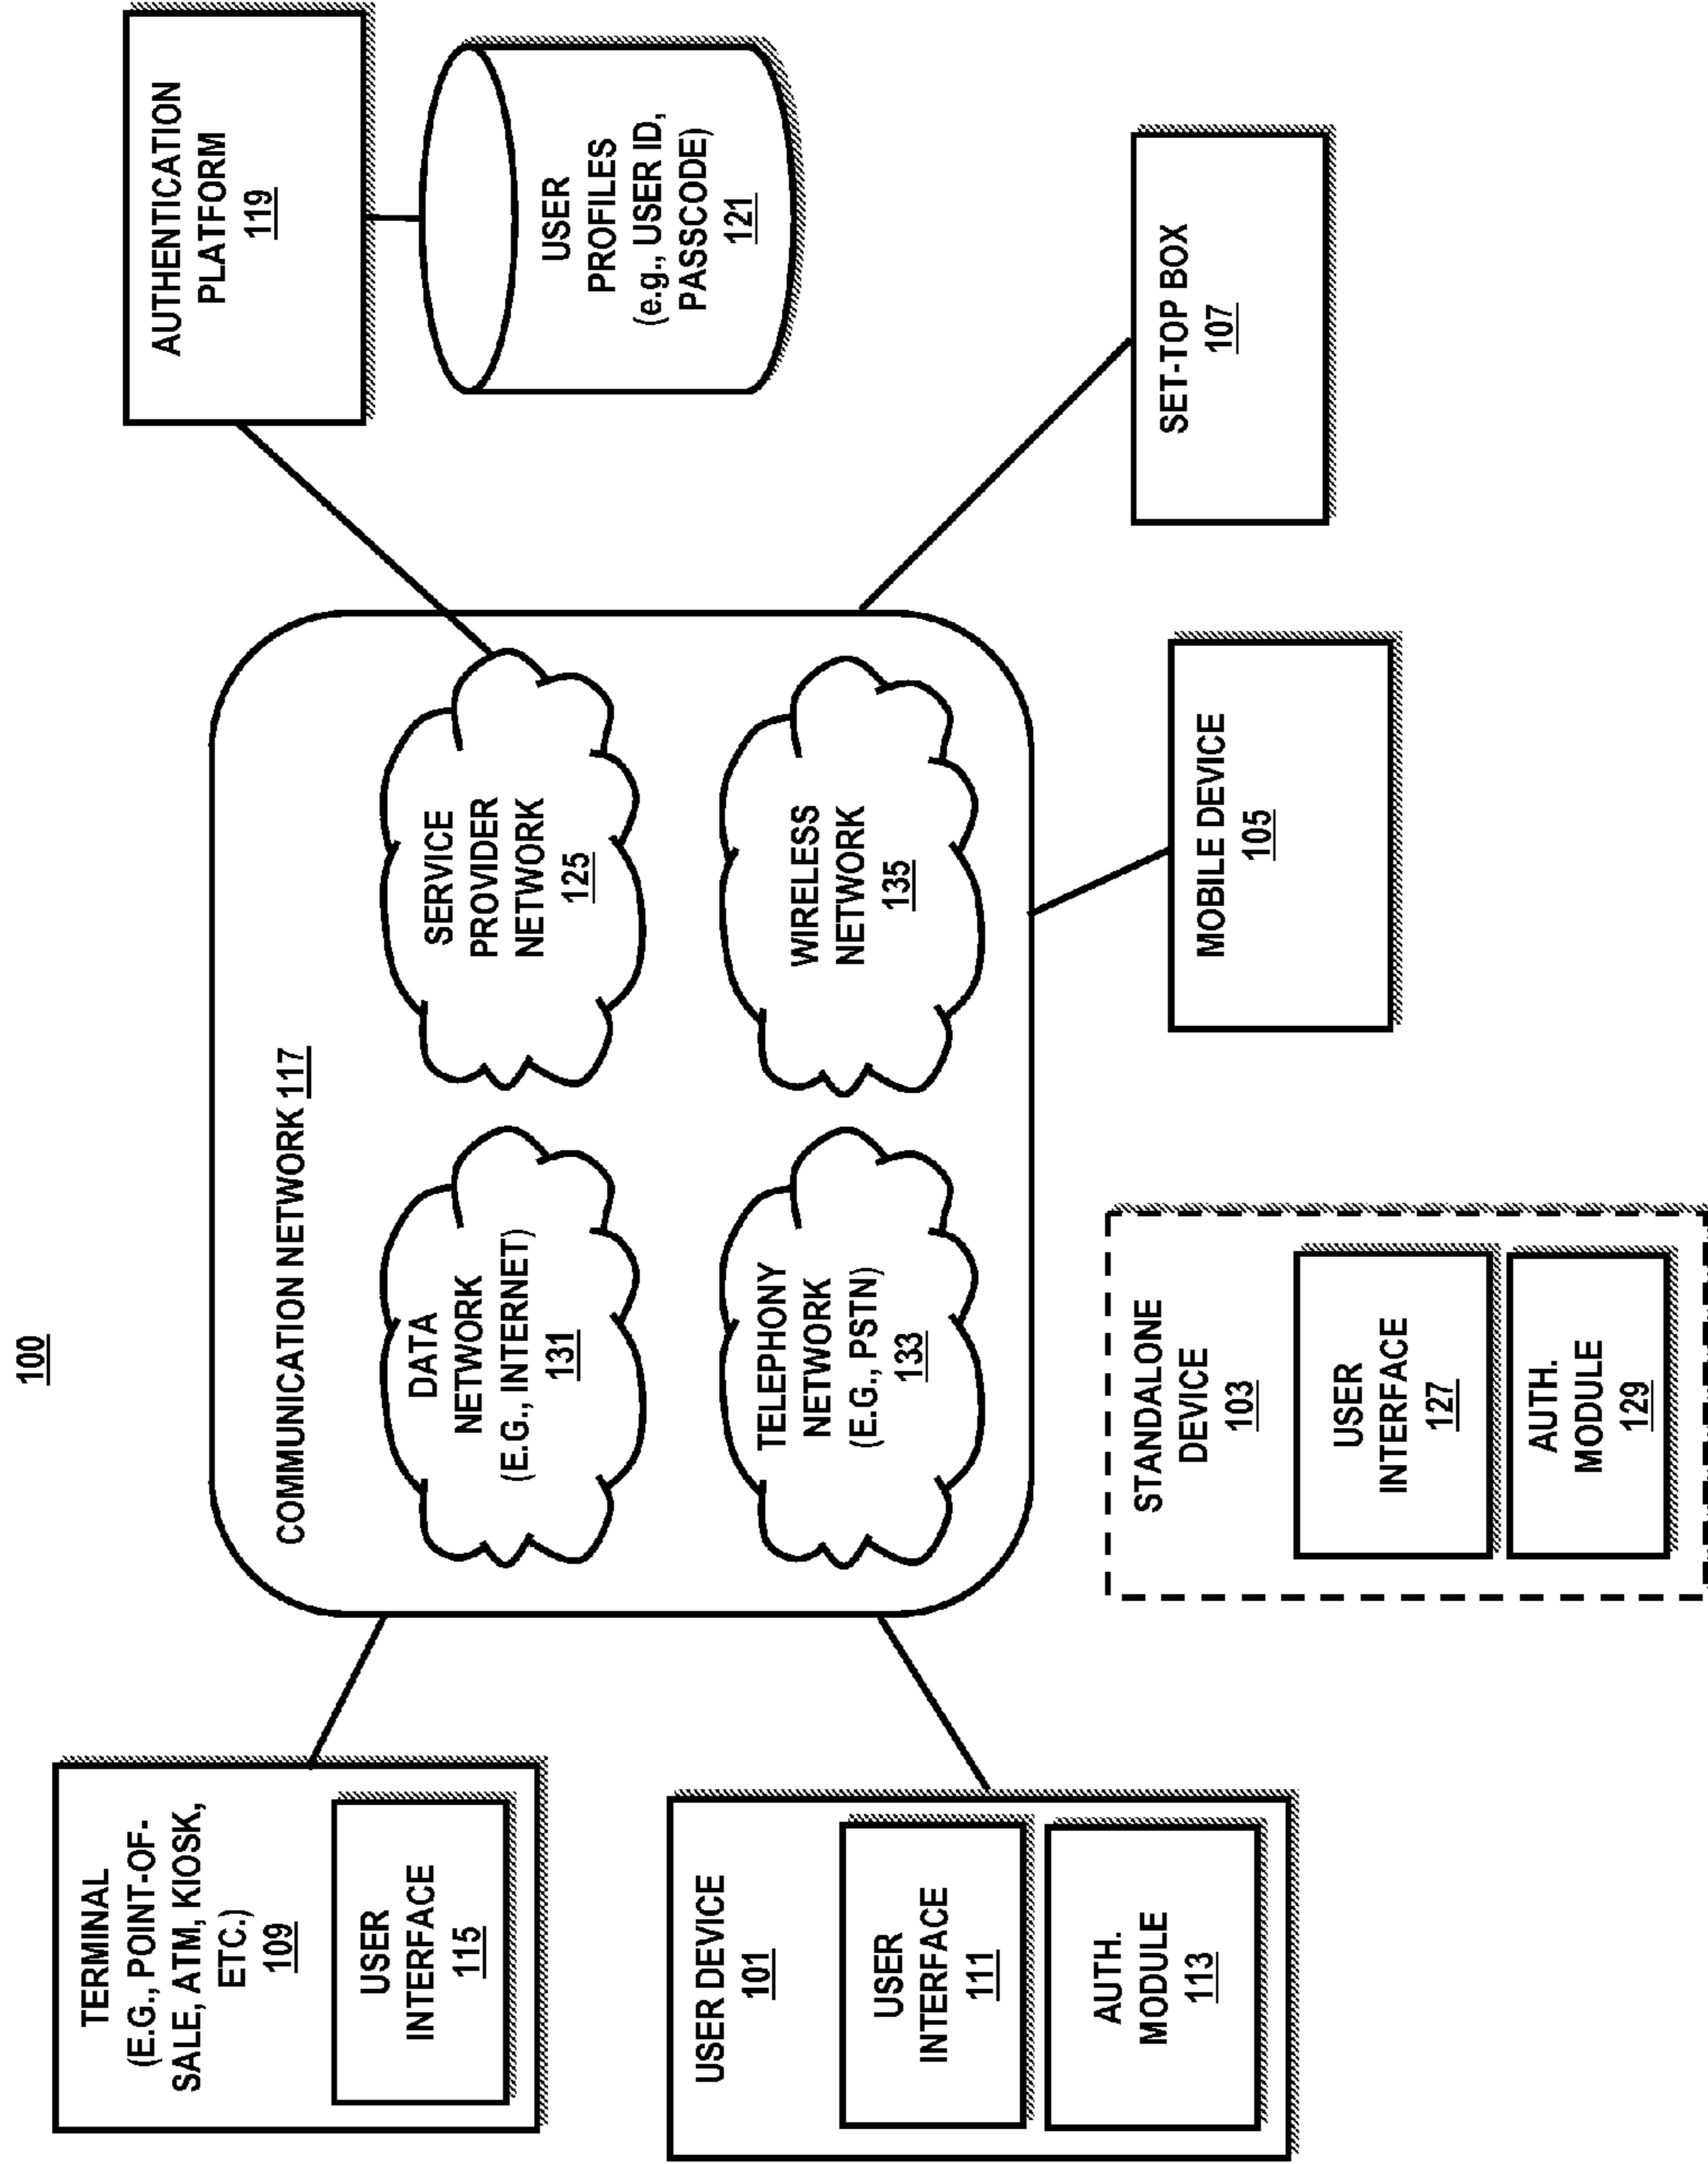 100
TERMINAL
(E.G., POINT-OF-
SALE, ATM, KIOSK,
ETC.)
109
USER
INTERFACE
115
COMMUNICATION NETWORK 117
DATA
NETWORK
(E.G., INTERNET)
131
SERVICE
PROVIDER
NETWORK
125
AUTHENTICATION
PLATFORM
119
USER
PROFILES
(e.g., USER ID,
PASSCODE)
121
USER DEVICE
101
USER
INTERFACE
111
AUTH.
MODULE
113
TELEPHONY
NETWORK
(E.G., PSTN)
133
WIRELESS
NETWORK
135
STANDALONE
DEVICE
103
USER
INTERFACE
127
AUTH.
MODULE
129
MOBILE DEVICE
105
SET-TOP BOX
107